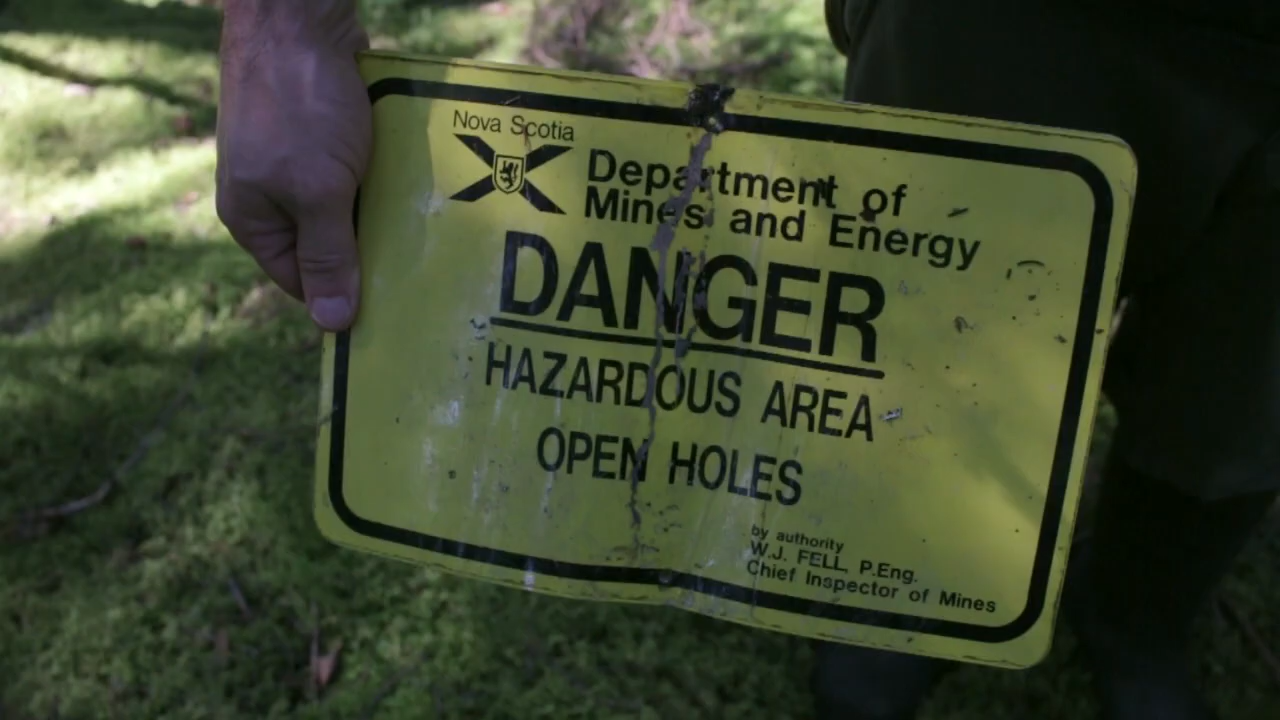 Nova Scotia
Department of
Mines and Energy
DANGER
HAZARDOUS AREA
OPEN HOLES
by authority
W.J. FELL, P.Eng.
Chief Inspector of Mines